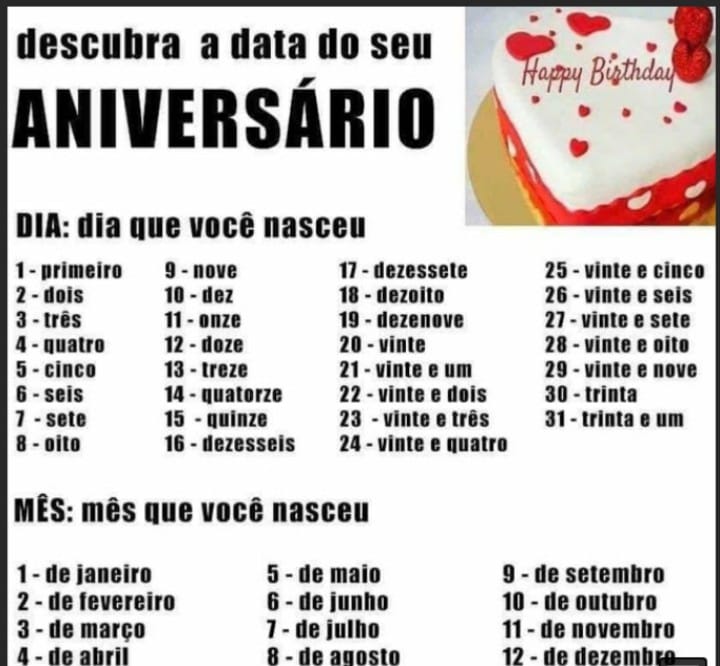 descubra a data do seu
ANIVERSÁRIO
Happy Birthday
DIA: dia que você nasceu
1 - primeiro 9 - nove 17 - dezessete 25 - vinte e cinco
2 - dois 10 - dez 18 - dezoito 26 - vinte e seis
3 - três 11 - onze 19 - dezenove 27 - vinte e sete
4 - quatro 12 - doze 20 - vinte 28 - vinte e oito
5 - cinco 13 - treze 21 - vinte e um 29 - vinte e nove
6 - seis 14 - quatorze 22 - vinte e dois 30 - trinta
7 - sete 15 - quinze 23 - vinte e três 31 - trinta e um
8 - oito 16 - dezesseis 24 - vinte e quatro
MÊS: mês que você nasceu
1 - de janeiro 5 - de maio 9 - de setembro
2 - de fevereiro 6 - de junho 10 - de outubro
3 - de março 7 - de julho 11 - de novembro
4 - de abril 8 - de agosto 12 - de dezembro